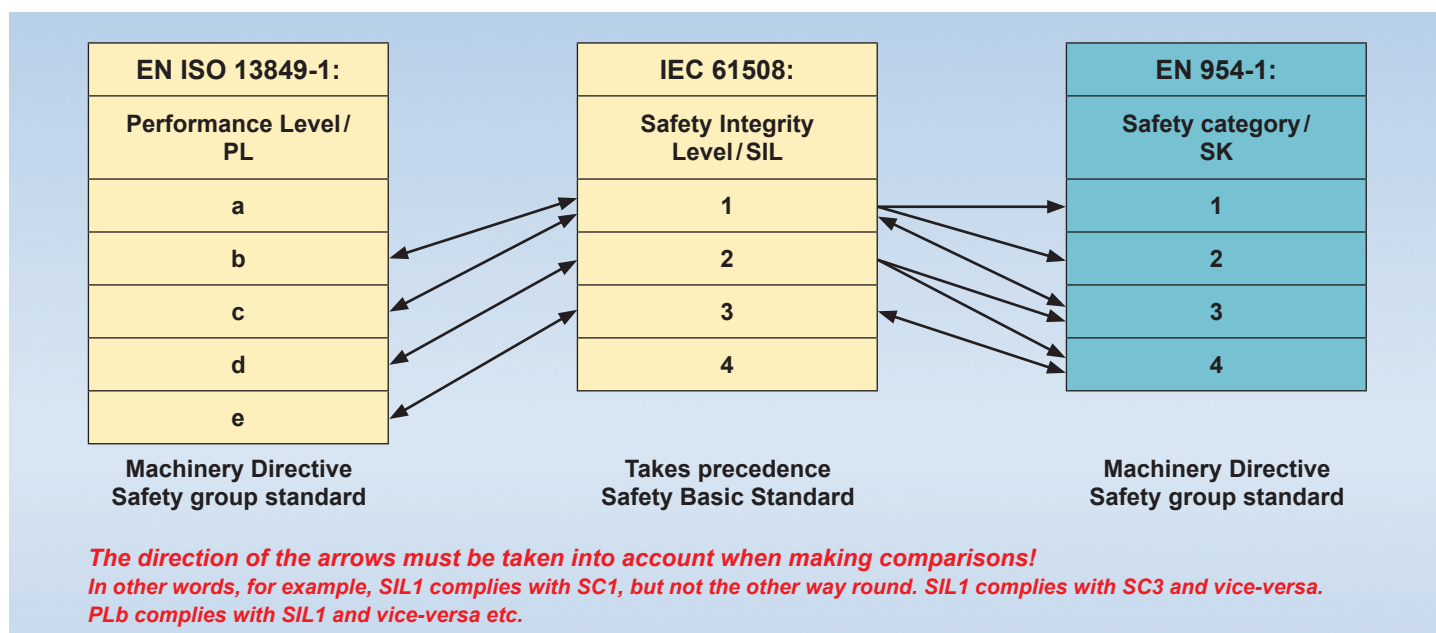 EN ISO 13849-1:
Performance Level/
PL
a
b
c
d
e
Machinery Directive
Safety group standard
IEC 61508:
Safety Integrity
Level/SIL
1
2
3
4
Takes precedence
Safety Basic Standard
EN 954-1:
Safety category/
SK
1
2
3
4
Machinery Directive
Safety group standard
The direction of the arrows must be taken into account when making comparisons!
In other words, for example, SIL1 complies with SC1, but not the other way round. SIL1 complies with SC3 and vice-versa.
PLb complies with SIL1 and vice-versa etc.